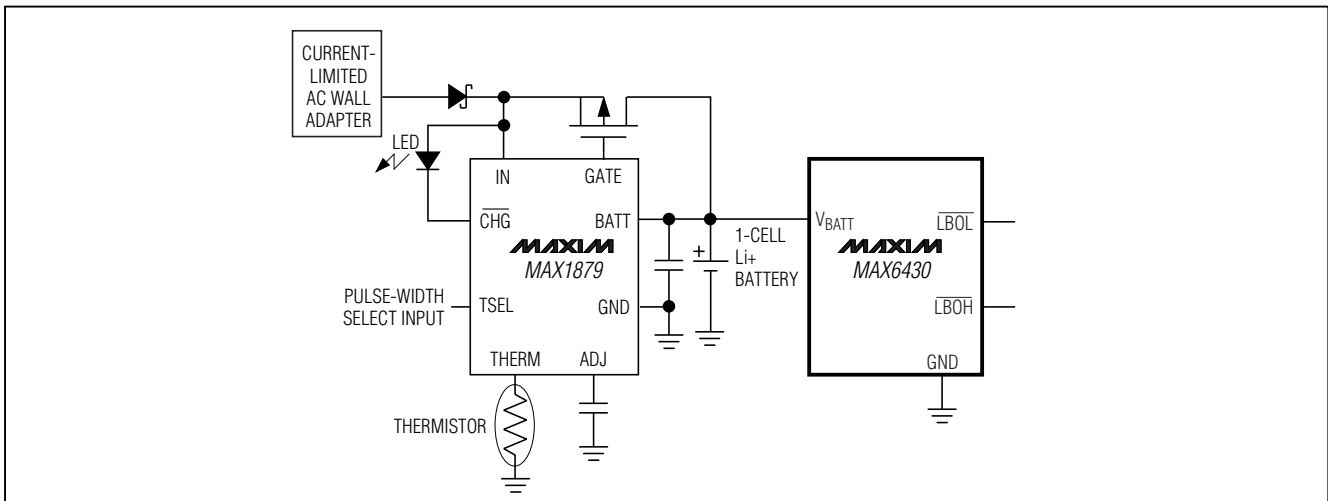 CURRENT-
LIMITED
AC WALL
ADAPTER
LED
IN
GATE
CHG
BATT
MAXIM
MAX1879
PULSE-WIDTH
SELECT INPUT
TSEL
GND
THERM
ADJ
THERMISTOR
+
1-CELL
Li+
BATTERY
VBATT
LBOL
MAXIM
MAX6430
LBOH
GND